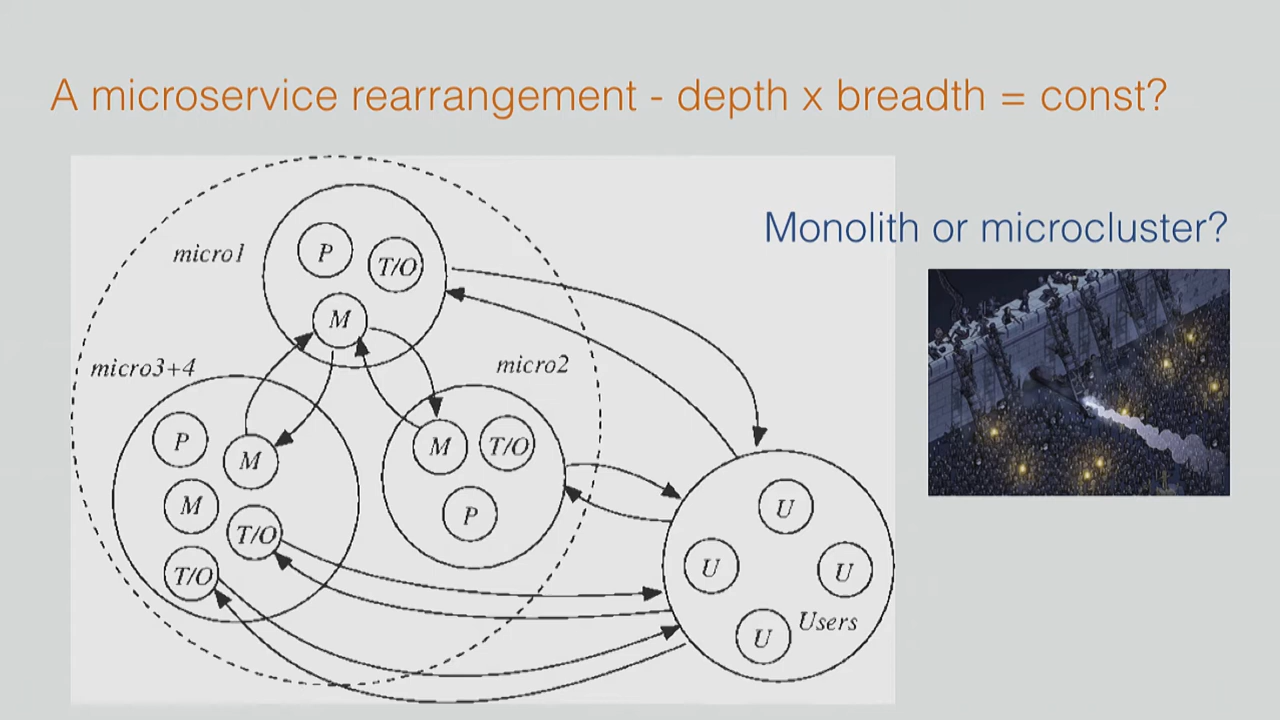 A microservice rearrangement - depth x breadth = const?
Monolith or microcluster?
micro1
P
T/O
M
micro3+4
P
M
M
T/O
T/O
micro2
M
T/O
P
U
U
U
Users
U